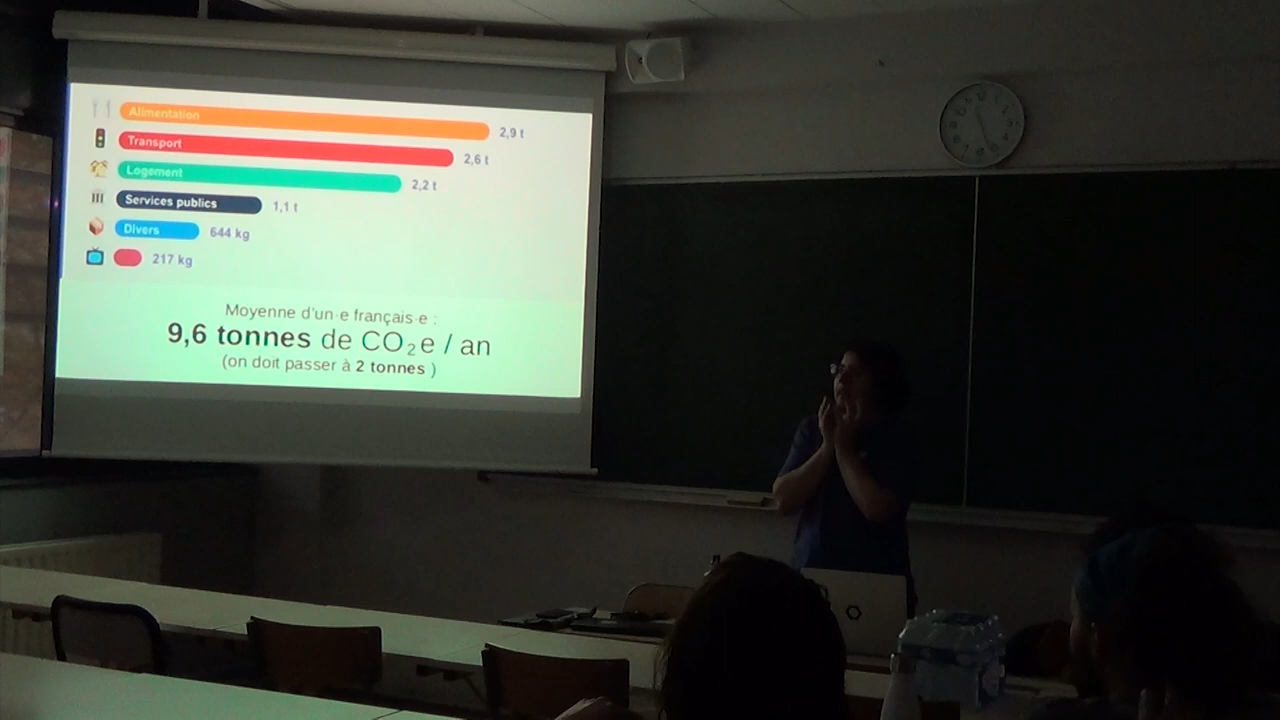 Alimentation 2,9 t
Transport 2,6 t
Logement 2,2 t
Services publics 1,1 t
Divers 644 kg
217 kg
Moyenne d'un·e français·e :
9,6 tonnes de CO₂e / an
(on doit passer à 2 tonnes )